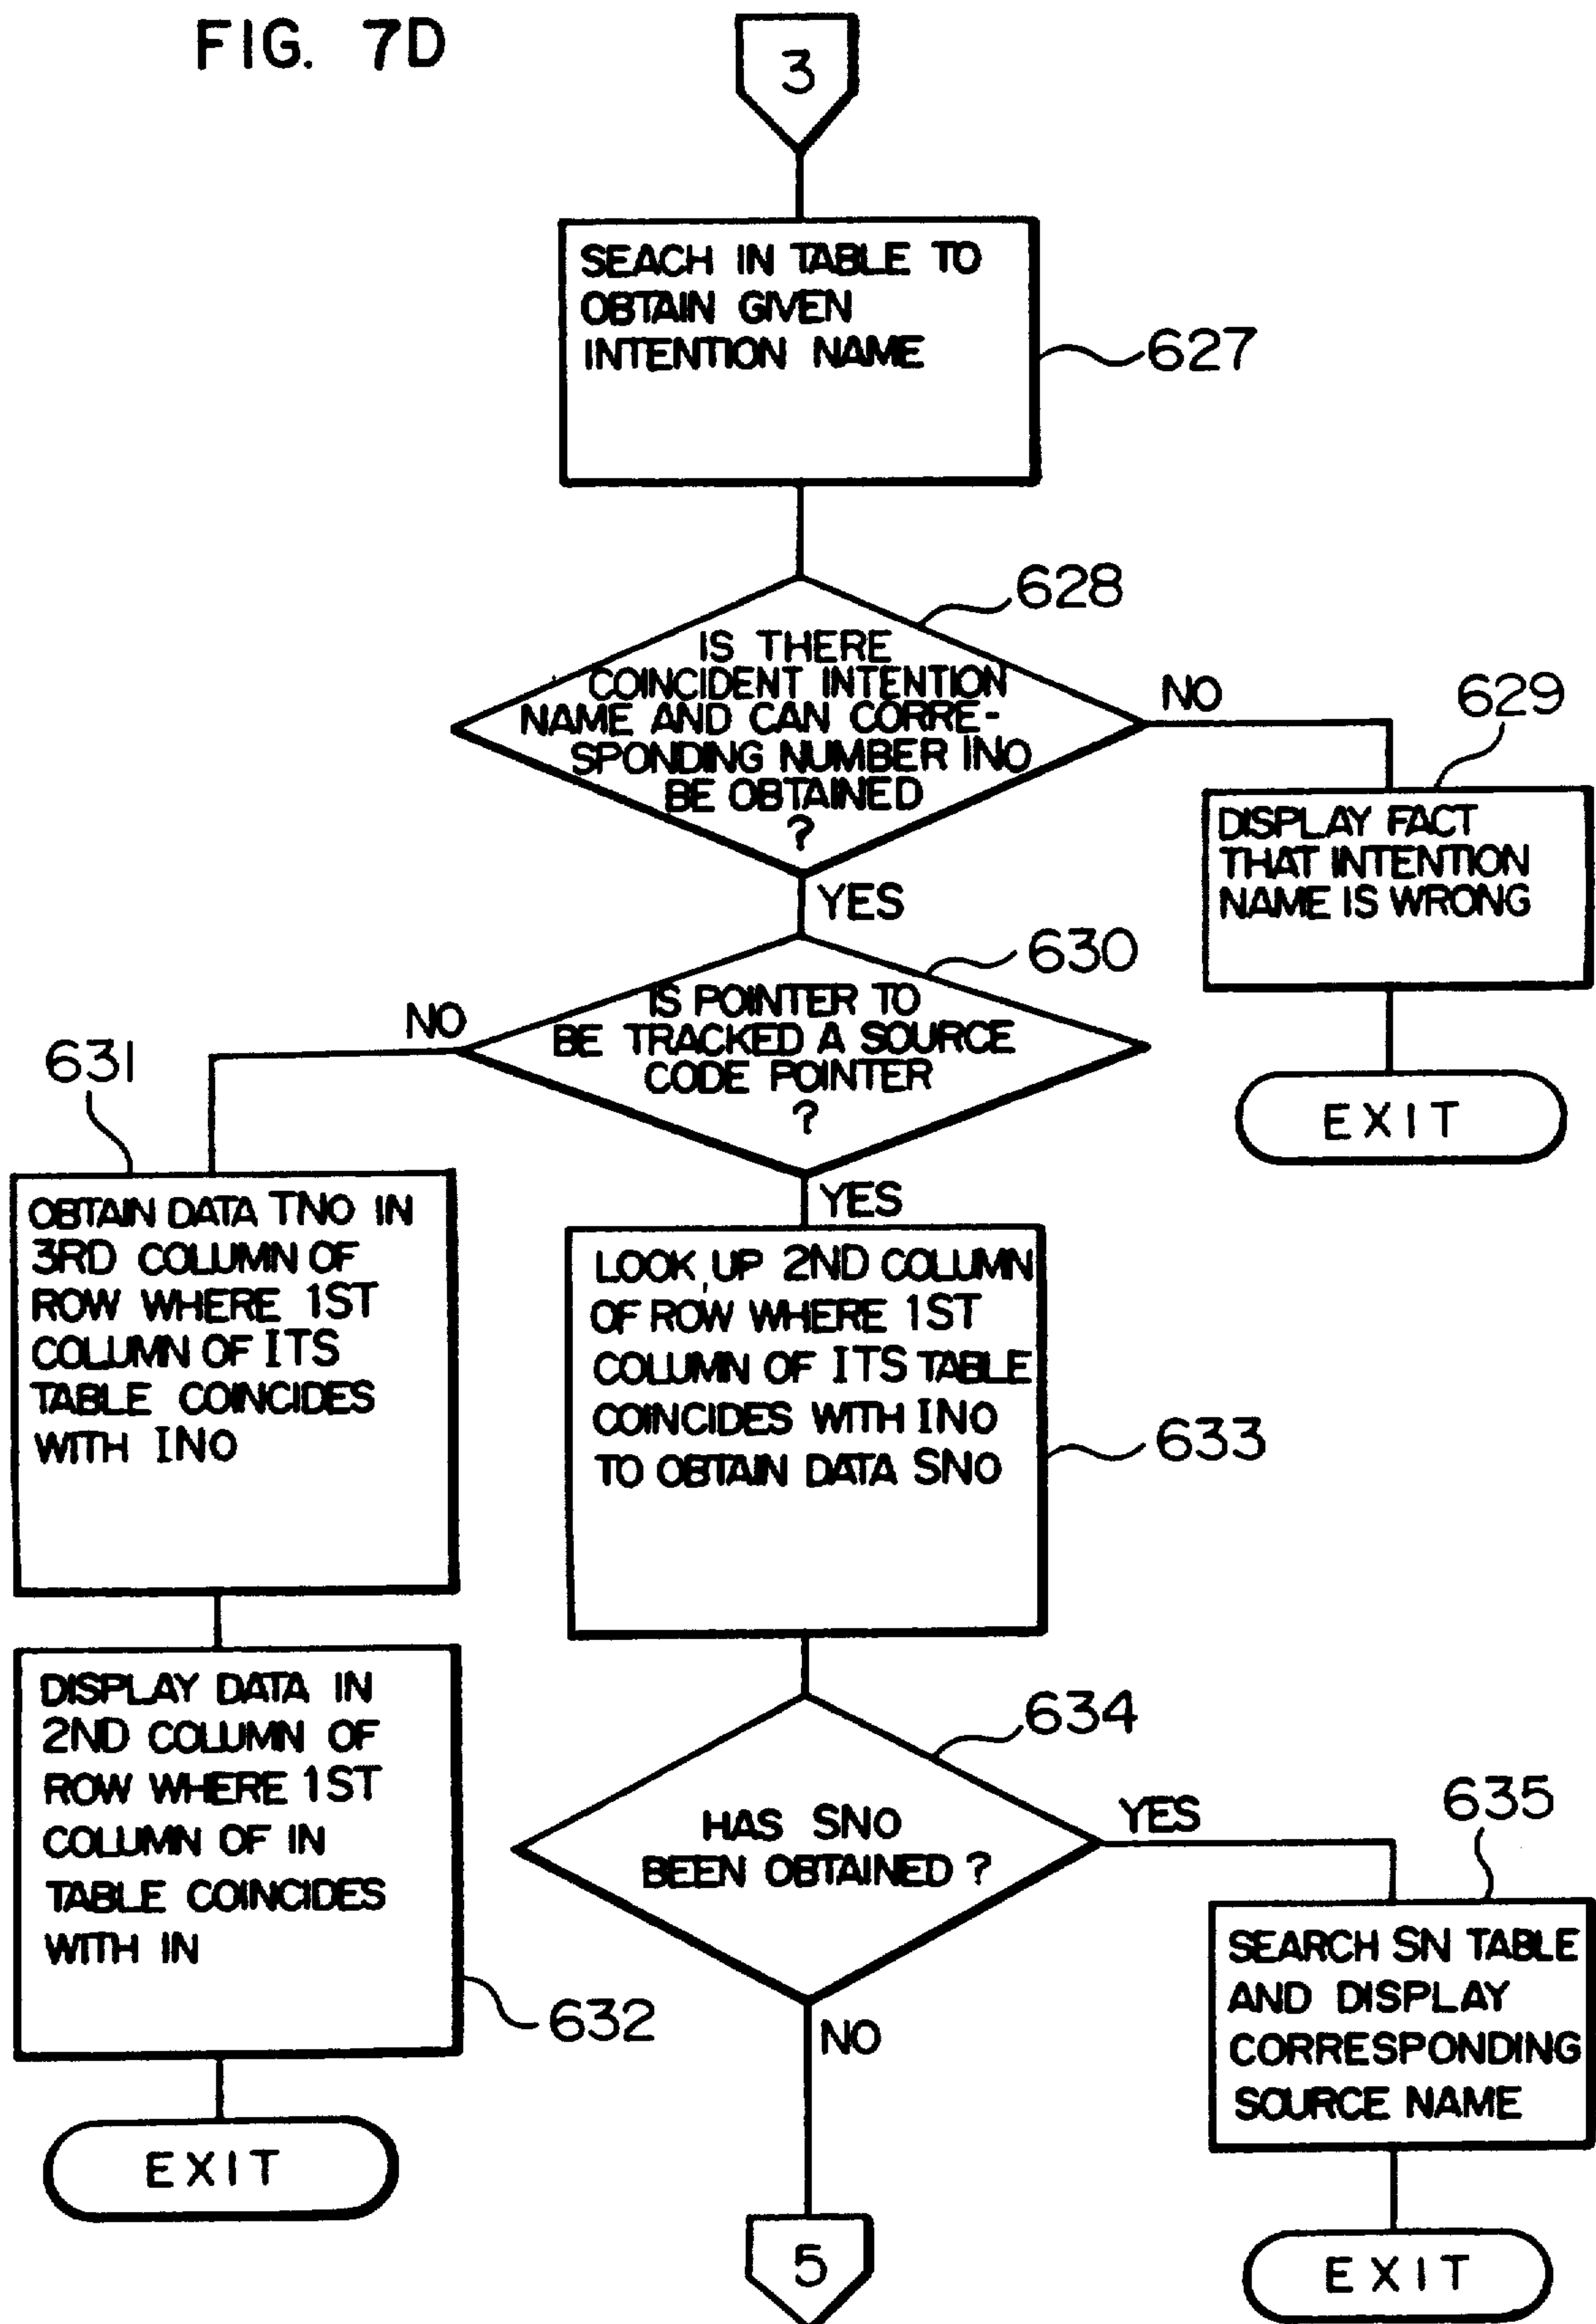 FIG. 7D
3
SEACH IN TABLE TO
OBTAIN GIVEN
INTENTION NAME
627
628
IS THERE
COINCIDENT INTENTION
NAME AND CAN CORRE-
SPONDING NUMBER INO
BE OBTAINED
?
NO
629
DISPLAY FACT
THAT INTENTION
NAME IS WRONG
EXIT
YES
630
IS POINTER TO
BE TRACKED A SOURCE
CODE POINTER
?
NO
631
OBTAIN DATA TNO IN
3RD COLUMN OF
ROW WHERE 1ST
COLUMN OF ITS
TABLE COINCIDES
WITH INO
YES
LOOK UP 2ND COLUMN
OF ROW WHERE 1ST
COLUMN OF ITS TABLE
COINCIDES WITH INO
TO OBTAIN DATA SNO
633
DISPLAY DATA IN
2ND COLUMN OF
ROW WHERE 1ST
COLUMN OF IN
TABLE COINCIDES
WITH IN
632
EXIT
634
HAS SNO
BEEN OBTAINED ?
YES
635
SEARCH SN TABLE
AND DISPLAY
CORRESPONDING
SOURCE NAME
EXIT
NO
5